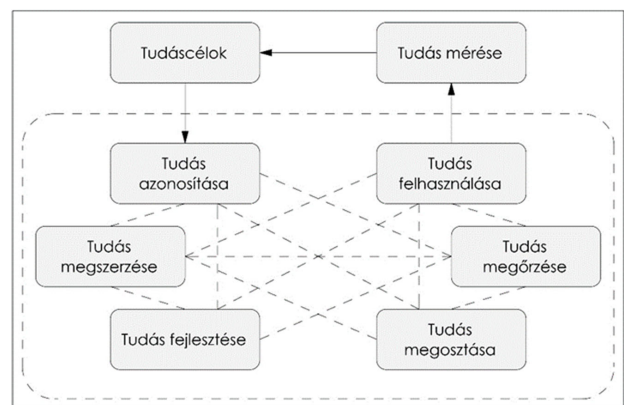 Tudáscélok
Tudás mérése
Tudás
azonosítása
Tudás
felhasználása
Tudás
megszerzése
Tudás
megőrzése
Tudás fejlesztése
Tudás
megosztása